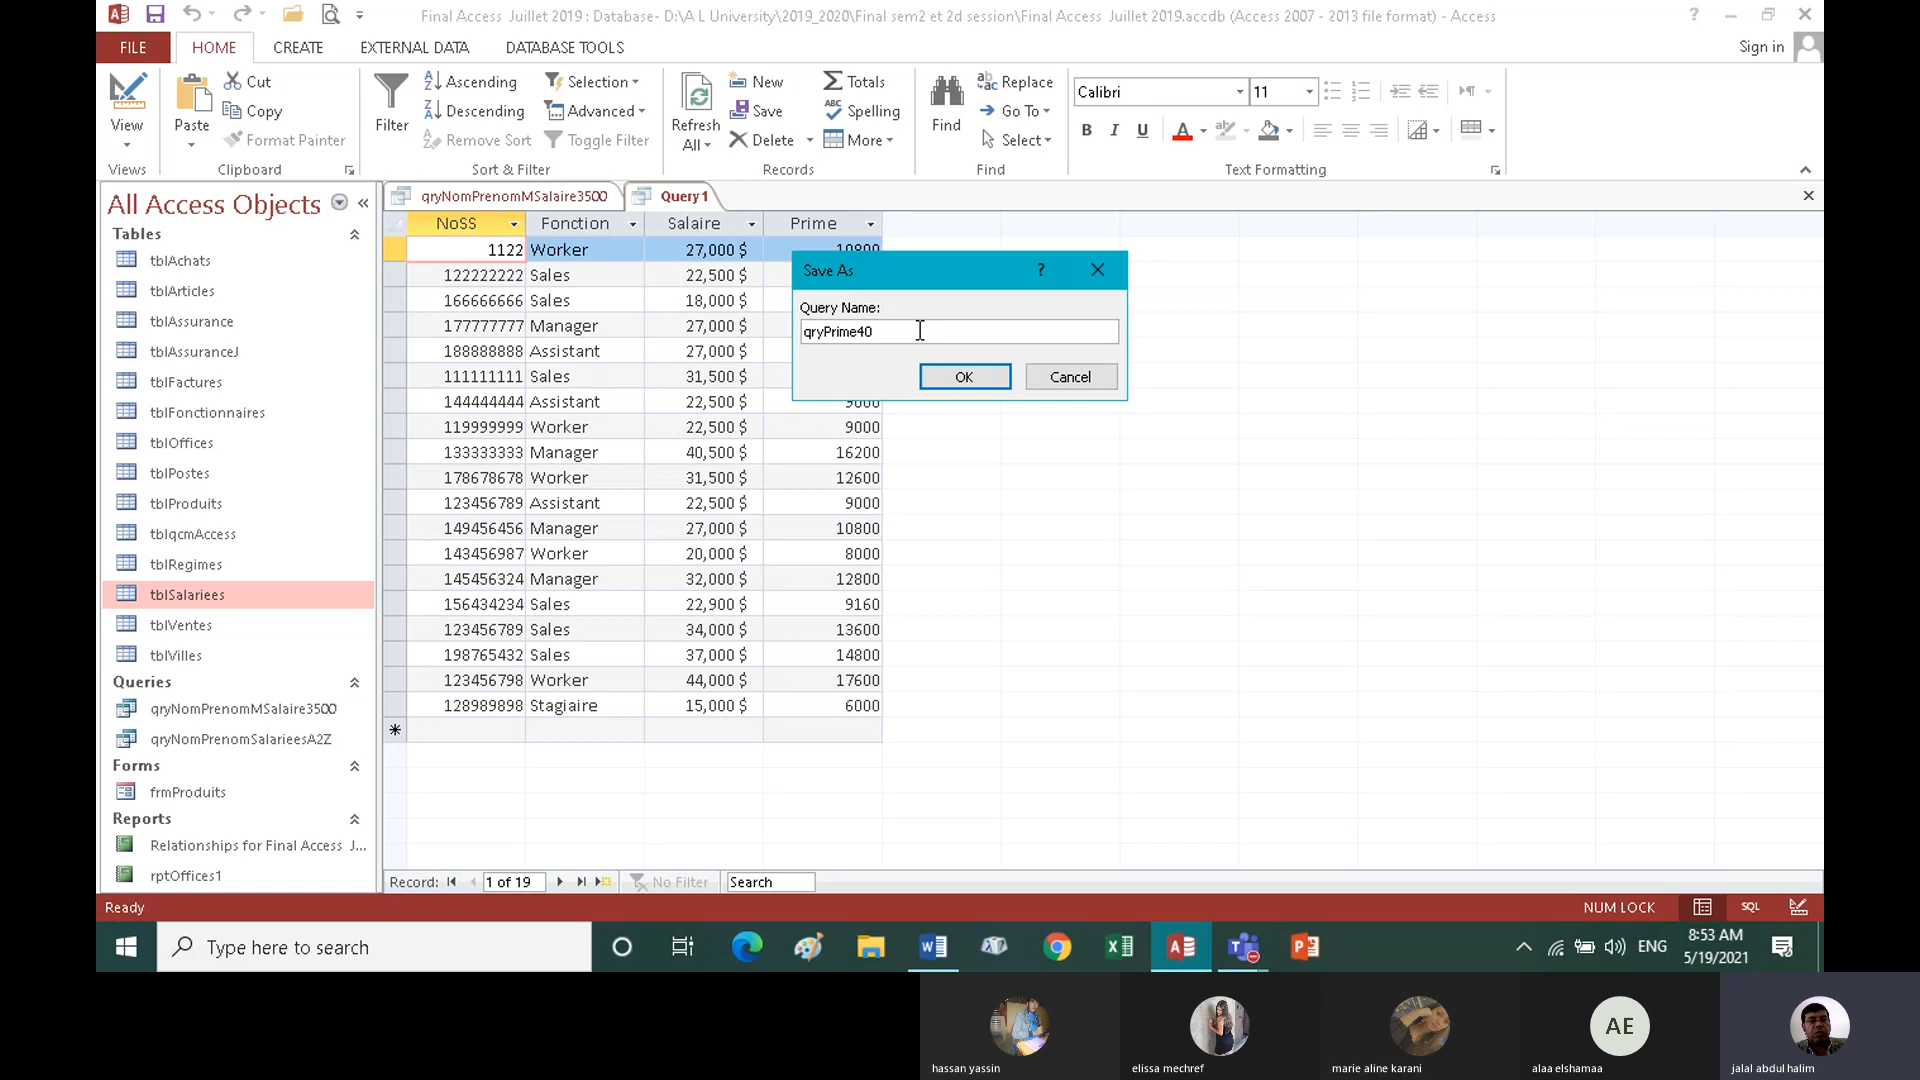 Final Access Juillet 2019 : Database- D:\A L University\2019_2020\Final sem2 et 2d session\Final Access Juillet 2019.accdb (Access 2007 - 2013 file format) - Access
?
FILE HOME CREATE EXTERNAL DATA DATABASE TOOLS
Sign in
View
Views
Paste
Cut
Copy
Format Painter
Clipboard
Filter
Ascending
Descending
Remove Sort
Selection
Advanced
Toggle Filter
Sort & Filter
Refresh
All
New
Save
Delete
Totals
Spelling
More
Records
Find
Replace
Go To
Select
Find
Calibri 11
B I U A
Text Formatting
All Access Objects
Tables
tblAchats
tblArticles
tblAssurance
tblAssuranceJ
tblFactures
tblFonctionnaires
tblOffices
tblPostes
tblProduits
tblqcmAccess
tblRegimes
tblSalariees
tblVentes
tblVilles
Queries
qryNomPrenomMSalaire3500
qryNomPrenomSalarieesA2Z
Forms
frmProduits
Reports
Relationships for Final Access J...
rptOffices1
qryNomPrenomMSalaire3500 Query1
NoSS Fonction Salaire Prime
1122 Worker 27,000 $ 10800
122222222 Sales 22,500 $
166666666 Sales 18,000 $
177777777 Manager 27,000 $
188888888 Assistant 27,000 $
111111111 Sales 31,500 $
144444444 Assistant 22,500 $ 9000
119999999 Worker 22,500 $ 9000
133333333 Manager 40,500 $ 16200
178678678 Worker 31,500 $ 12600
123456789 Assistant 22,500 $ 9000
149456456 Manager 27,000 $ 10800
143456987 Worker 20,000 $ 8000
145456324 Manager 32,000 $ 12800
156434234 Sales 22,900 $ 9160
123456789 Sales 34,000 $ 13600
198765432 Sales 37,000 $ 14800
123456798 Worker 44,000 $ 17600
128989898 Stagiaire 15,000 $ 6000
Save As ?
Query Name:
qryPrime40
OK Cancel
Record: 1 of 19 No Filter Search
Ready
NUM LOCK
SQL
Type here to search
ENG
8:53 AM
5/19/2021
AE
hassan yassin
elissa mechref
marie aline karani
alaa elshamaa
jalal abdul halim